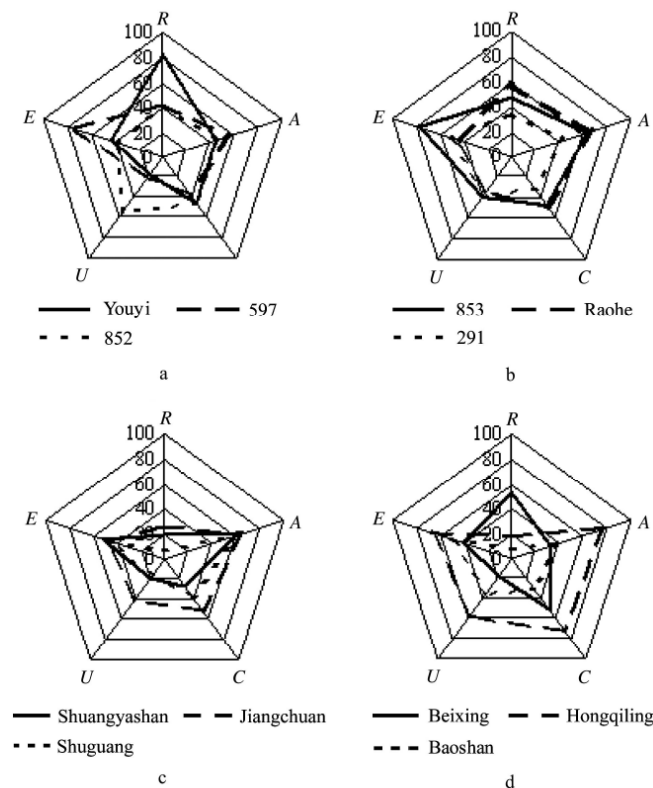 R
100
80
60
40
20
0
E
A
U
Youyi
597
852
a
R
100
80
60
40
20
0
E
A
U
C
853
Raohe
291
b
R
100
80
60
40
20
0
E
A
U
C
Shuangyashan
Jiangchuan
Shuguang
c
R
100
80
60
40
20
0
E
A
U
C
Beixing
Hongqiling
Baoshan
d